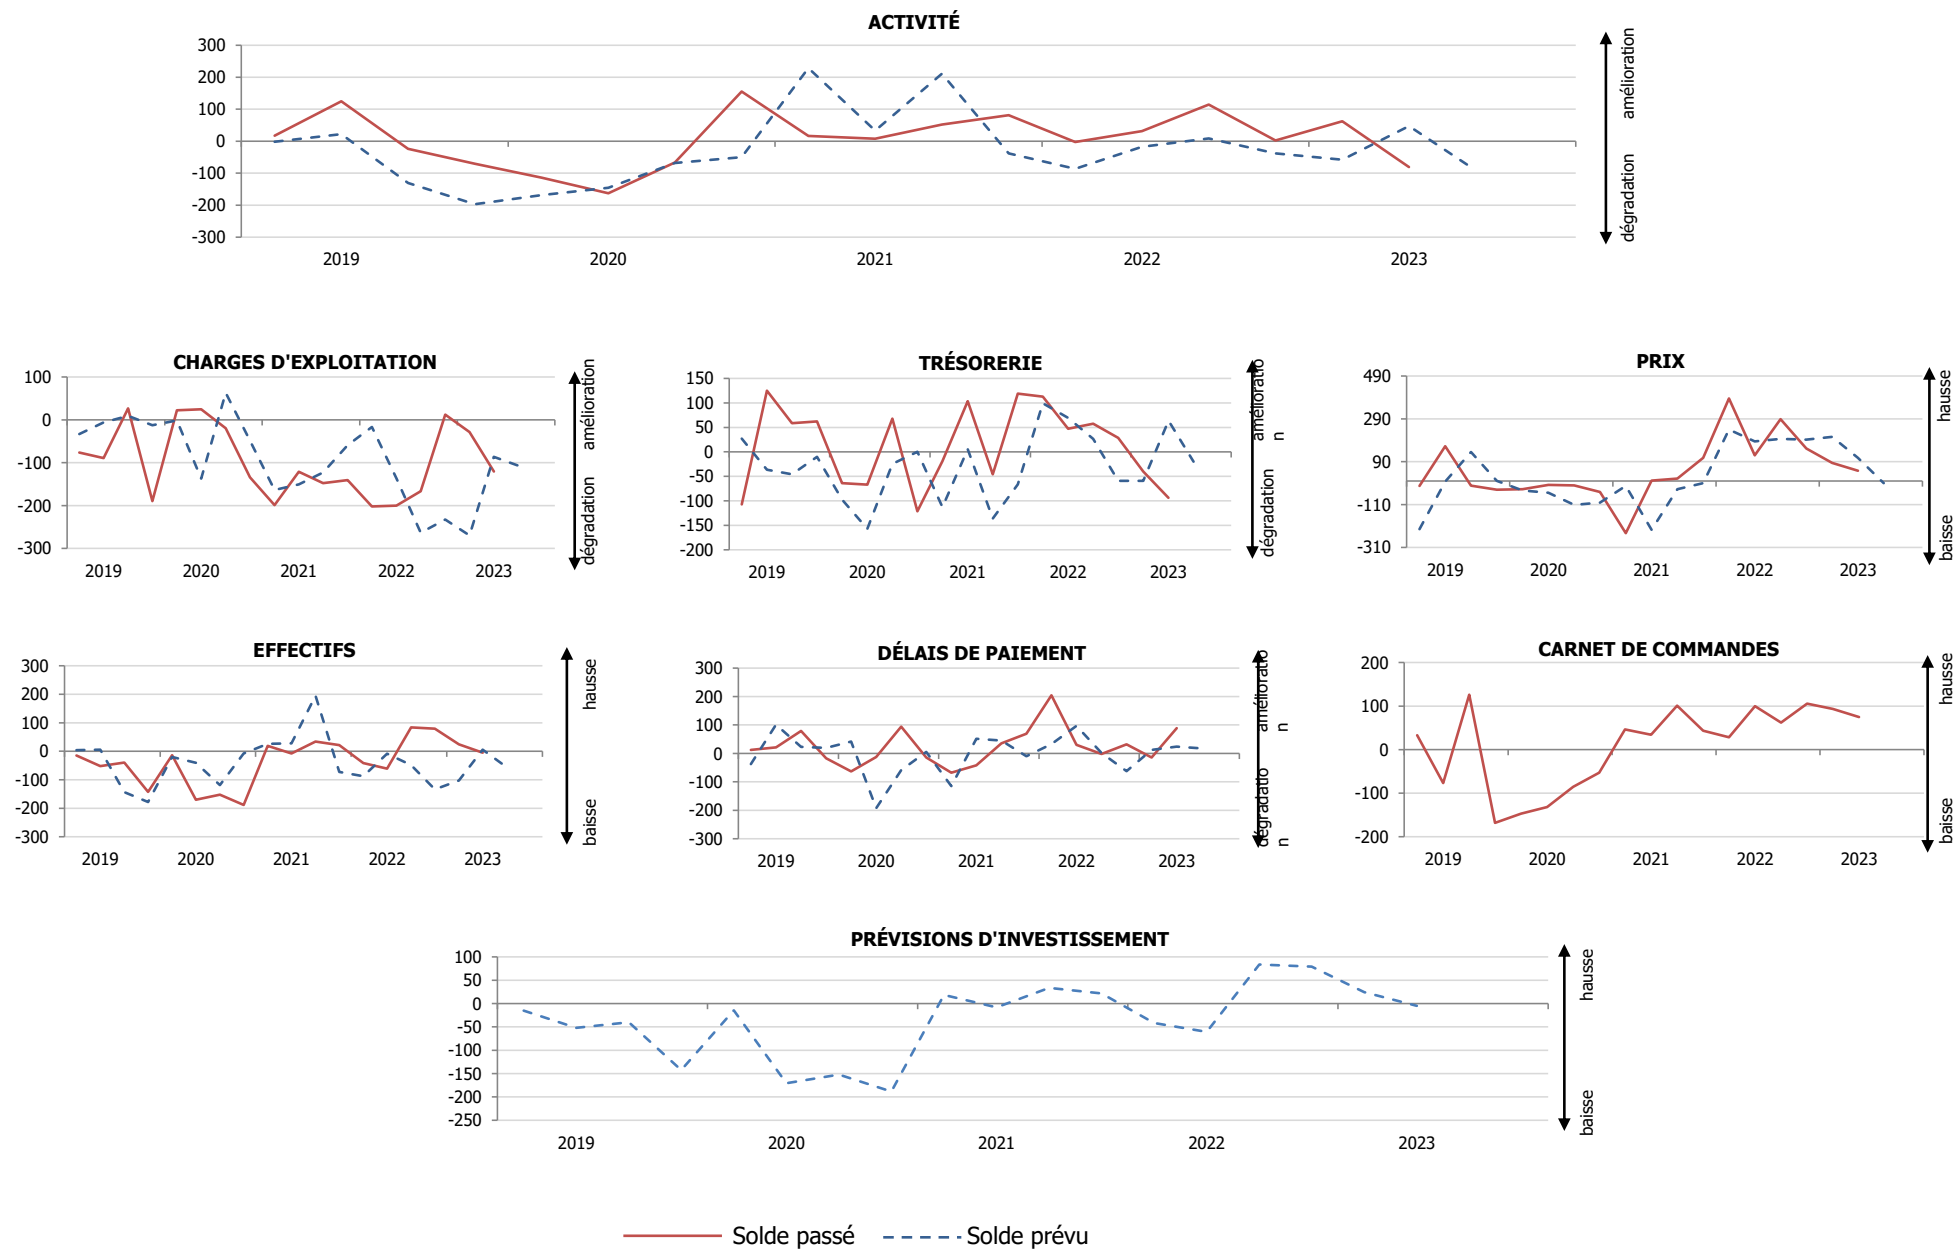 ACTIVITÉ
300
200
100
0
-100
-200
-300
2019 2020 2021 2022 2023
amélioration
dégradation
CHARGES D'EXPLOITATION
100
0
-100
-200
-300
2019 2020 2021 2022 2023
amélioration
dégradation
TRÉSORERIE
150
100
50
0
-50
-100
-150
-200
2019 2020 2021 2022 2023
amélioratio
n
dégradation
PRIX
490
290
90
-110
-310
2019 2020 2021 2022 2023
hausse
baisse
EFFECTIFS
300
200
100
0
-100
-200
-300
2019 2020 2021 2022 2023
hausse
baisse
DÉLAIS DE PAIEMENT
300
200
100
0
-100
-200
-300
2019 2020 2021 2022 2023
amélioratio
n
dégradatio
n
CARNET DE COMMANDES
200
100
0
-100
-200
2019 2020 2021 2022 2023
hausse
baisse
PRÉVISIONS D'INVESTISSEMENT
100
50
0
-50
-100
-150
-200
-250
2019 2020 2021 2022 2023
hausse
baisse
Solde passé Solde prévu